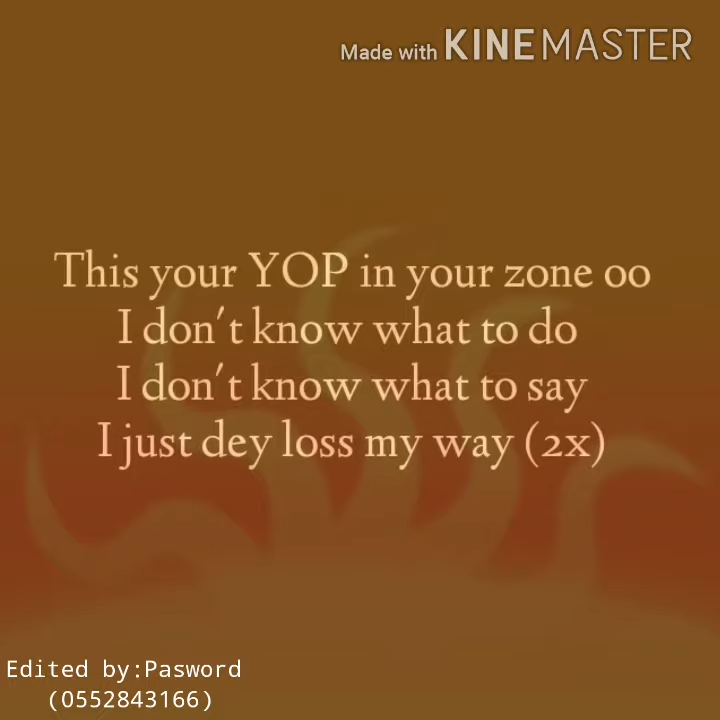 Made with KINEMASTER
This your YOP in your zone oo
I don't know what to do
I don't know what to say
I just dey loss my way (2x)
Edited by:Pasword
(0552843166)